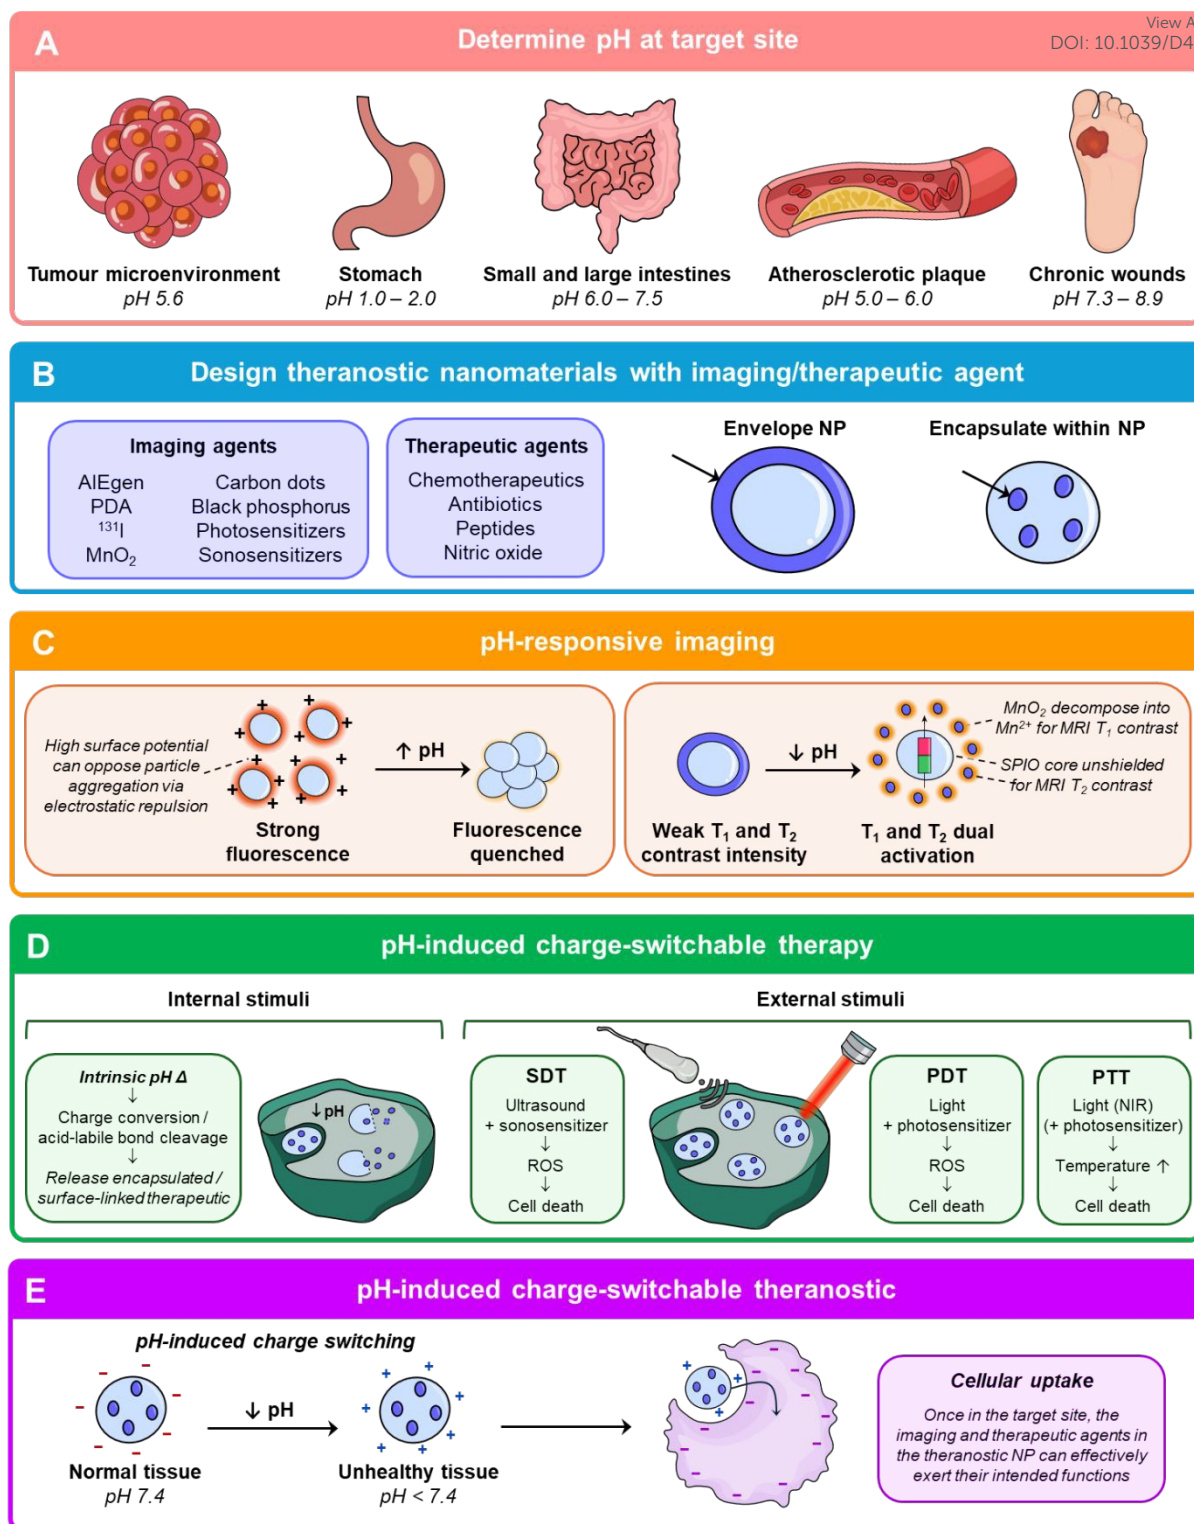 View A
DOI: 10.1039/D4
A
Determine pH at target site
Tumour microenvironment
pH 5.6
Stomach
pH 1.0 – 2.0
Small and large intestines
pH 6.0 – 7.5
Atherosclerotic plaque
pH 5.0 – 6.0
Chronic wounds
pH 7.3 – 8.9
B
Design theranostic nanomaterials with imaging/therapeutic agent
Imaging agents
AIEgen
PDA
¹³¹I
MnO₂
Carbon dots
Black phosphorus
Photosensitizers
Sonosensitizers
Therapeutic agents
Chemotherapeutics
Antibiotics
Peptides
Nitric oxide
Envelope NP
Encapsulate within NP
C
pH-responsive imaging
High surface potential
can oppose particle
aggregation via
electrostatic repulsion
Strong
fluorescence
↑ pH
Fluorescence
quenched
Weak T₁ and T₂
contrast intensity
↓ pH
T₁ and T₂ dual
activation
MnO₂ decompose into
Mn²⁺ for MRI T₁ contrast
SPIO core unshielded
for MRI T₂ contrast
D
pH-induced charge-switchable therapy
Internal stimuli
Intrinsic pH Δ
↓
Charge conversion /
acid-labile bond cleavage
↓
Release encapsulated /
surface-linked therapeutic
↓ pH
External stimuli
SDT
Ultrasound
+ sonosensitizer
↓
ROS
↓
Cell death
PDT
Light
+ photosensitizer
↓
ROS
↓
Cell death
PTT
Light (NIR)
(+ photosensitizer)
↓
Temperature ↑
↓
Cell death
E
pH-induced charge-switchable theranostic
pH-induced charge switching
Normal tissue
pH 7.4
↓ pH
Unhealthy tissue
pH < 7.4
Cellular uptake
Once in the target site, the
imaging and therapeutic agents in
the theranostic NP can effectively
exert their intended functions